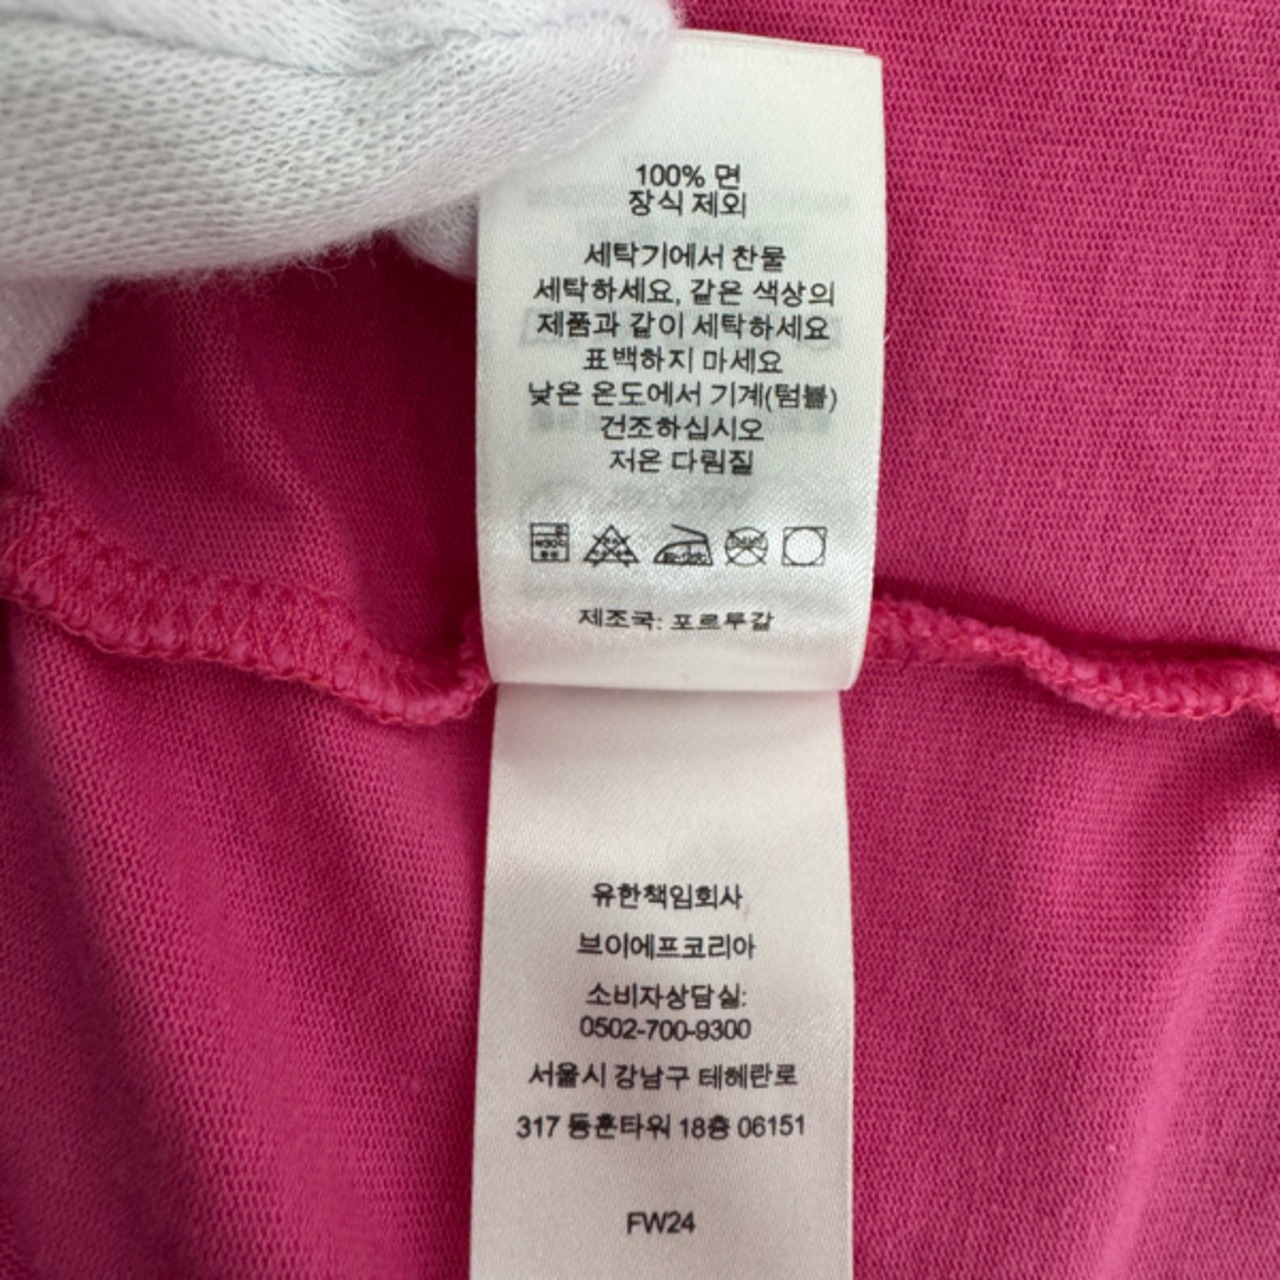 100% 면
장식 제외
세탁기에서 찬물
세탁하세요, 같은 색상의
제품과 같이 세탁하세요
표백하지 마세요
낮은 온도에서 기계(텀블)
건조하십시오
저온 다림질
제조국: 포르투갈
유한책임회사
브이에프코리아
소비자상담실:
0502-700-9300
서울시 강남구 테헤란로
317 동훈타워 18층 06151
FW24